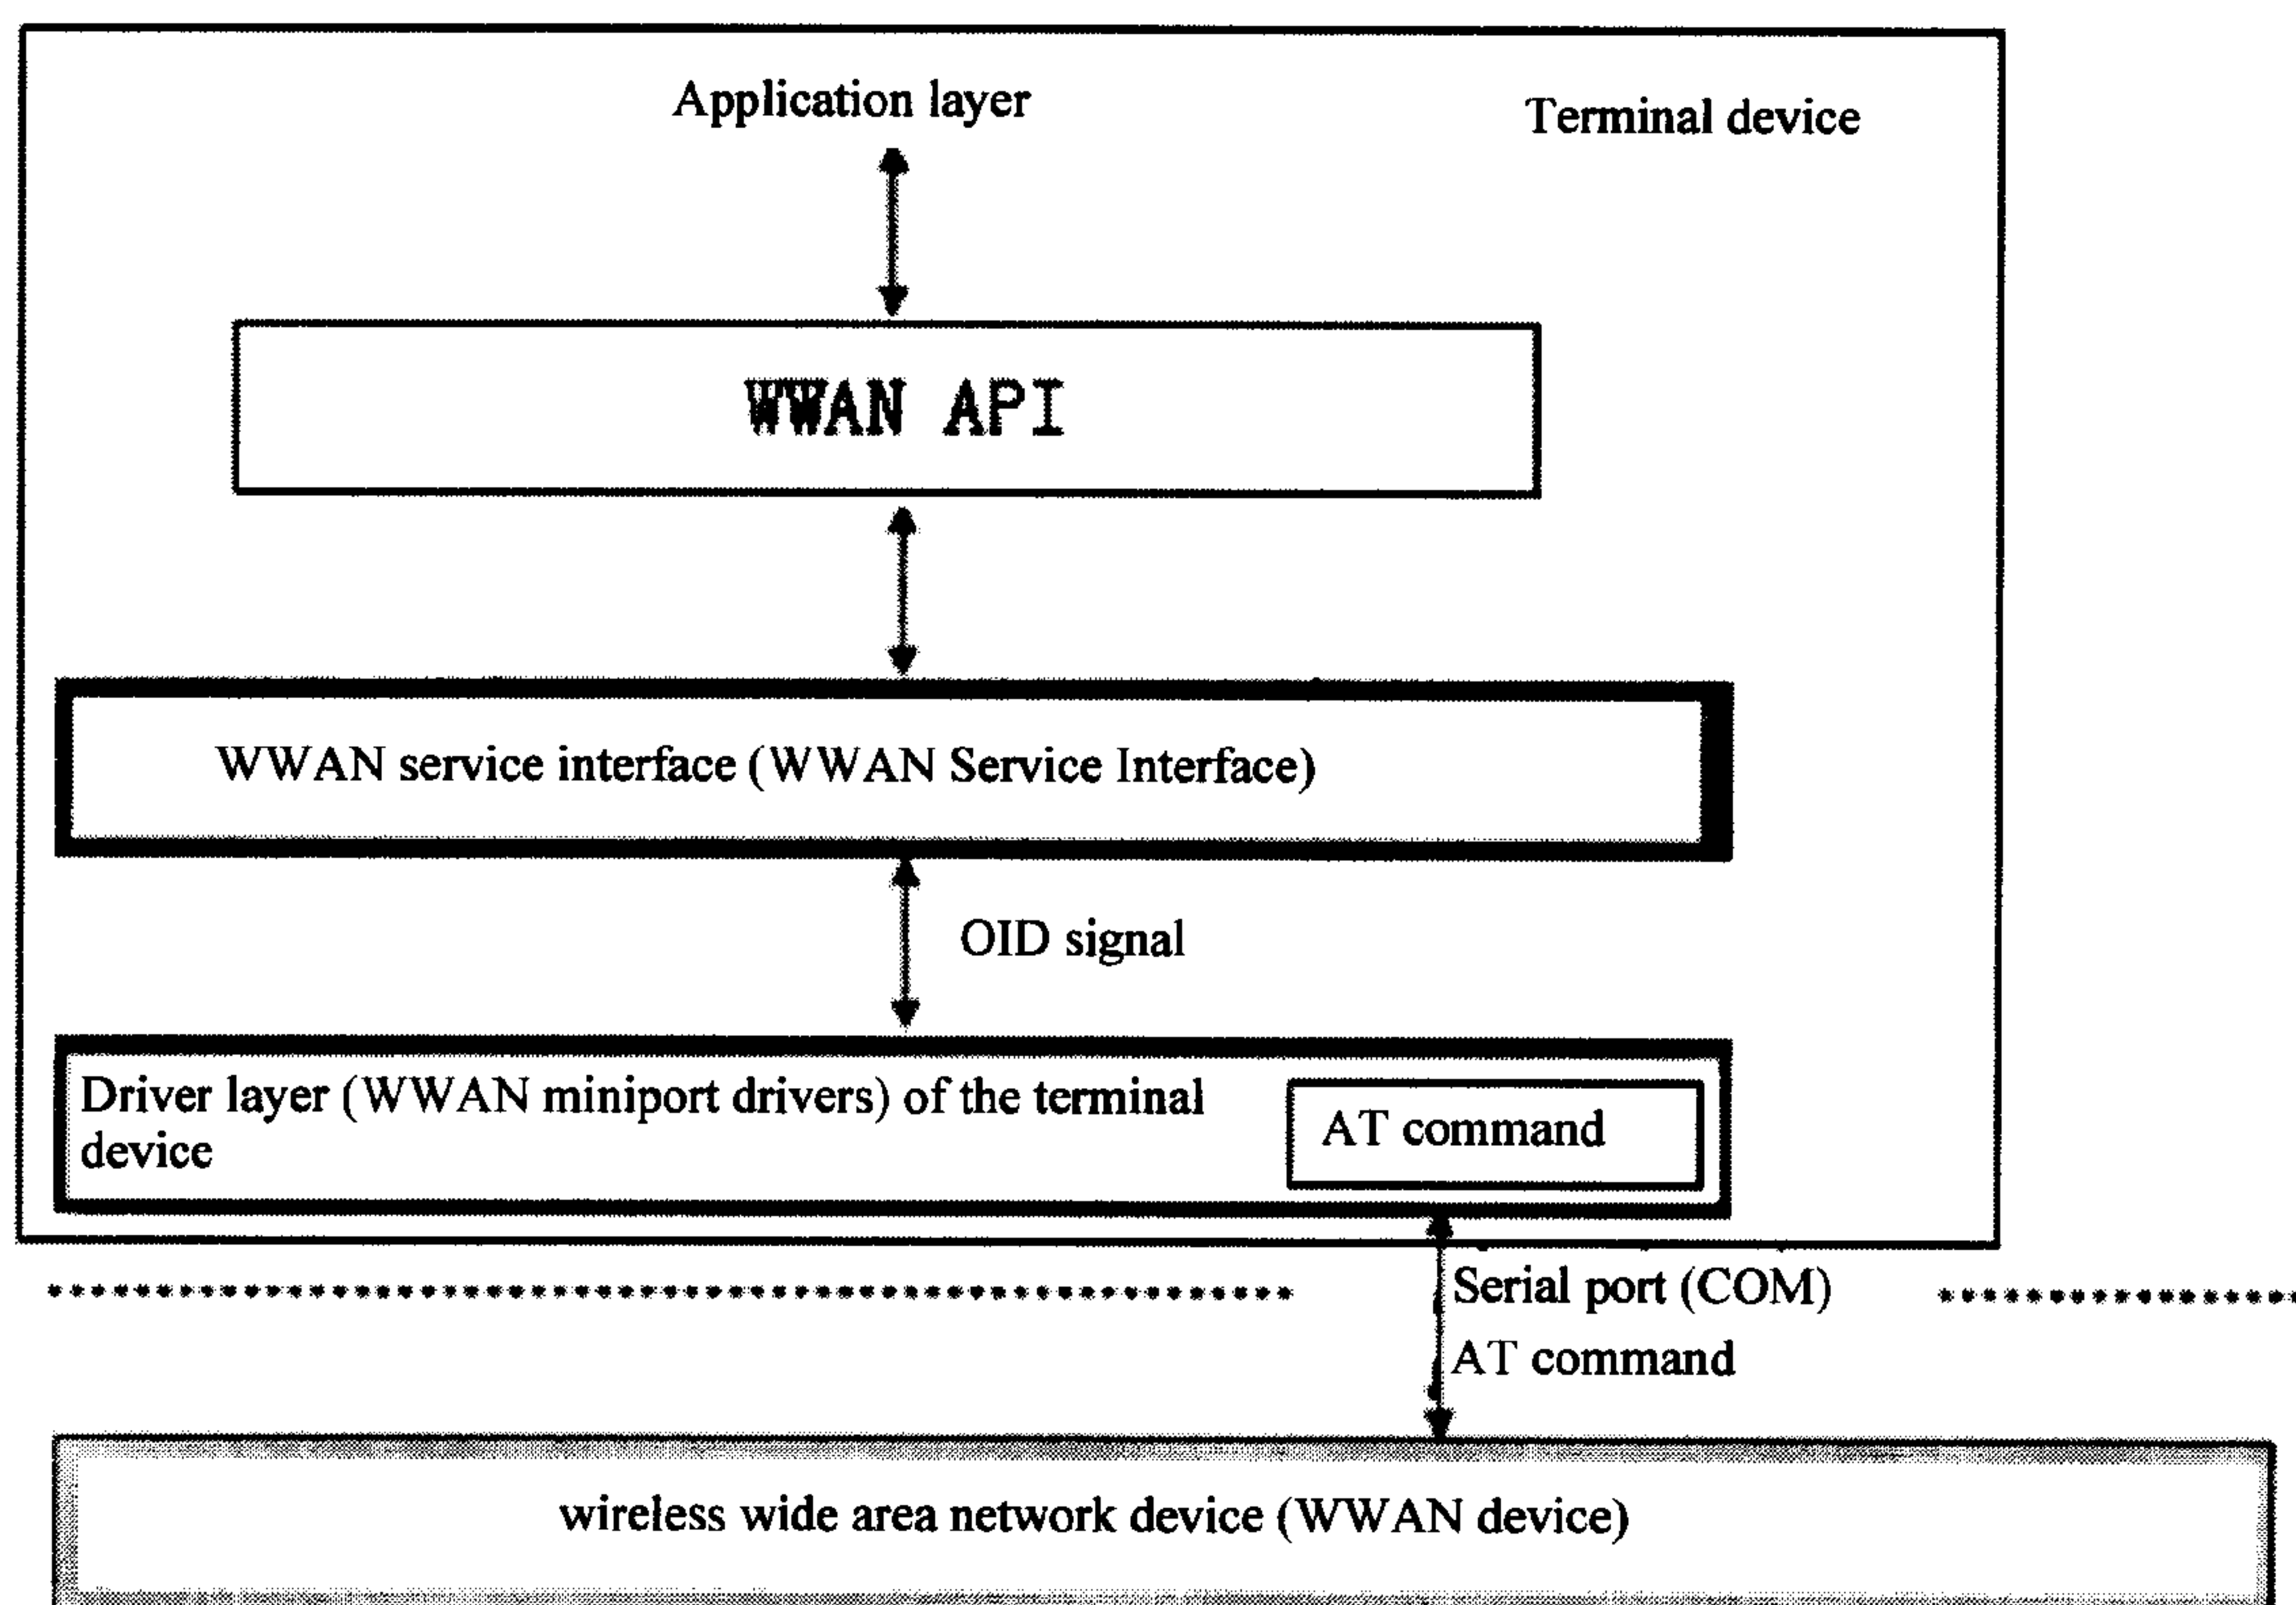 Application layer
Terminal device
WWAN API
WWAN service interface (WWAN Service Interface)
OID signal
Driver layer (WWAN miniport drivers) of the terminal
device
AT command
Serial port (COM)
AT command
wireless wide area network device (WWAN device)